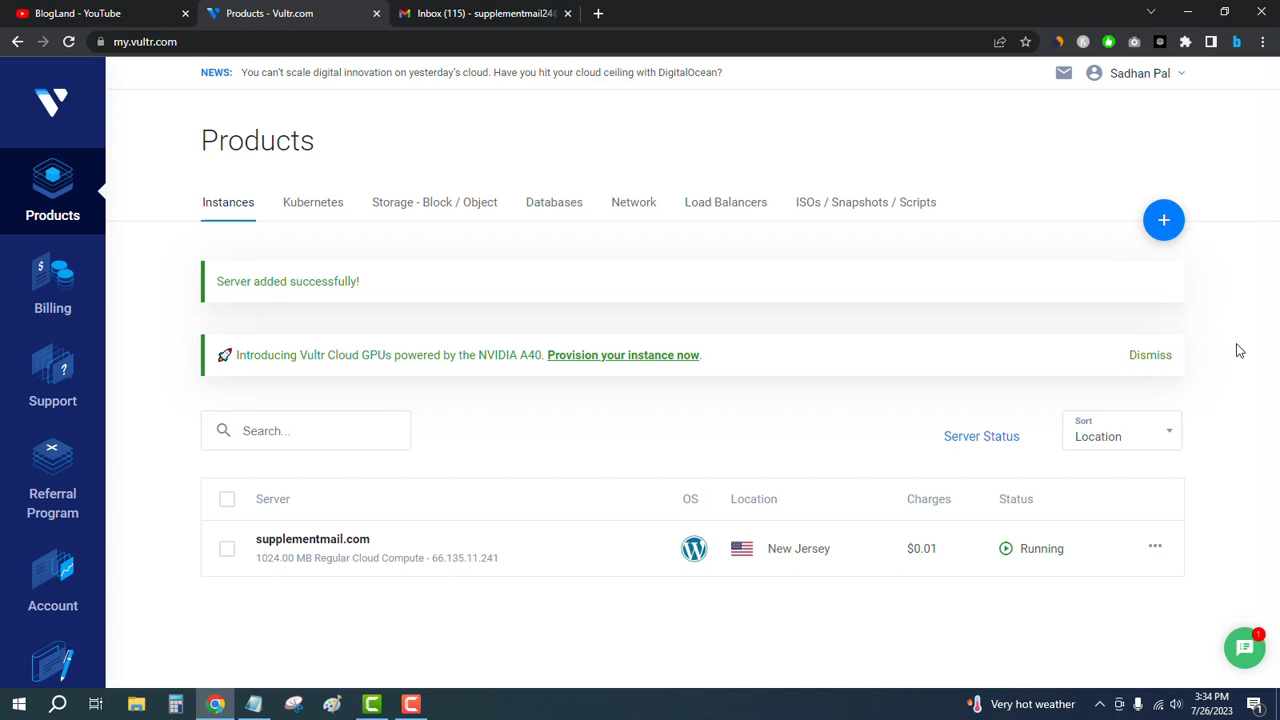 BlogLand - YouTube
Products - Vultr.com
Inbox (115) - supplementmail24
my.vultr.com
NEWS: You can't scale digital innovation on yesterday's cloud. Have you hit your cloud ceiling with DigitalOcean?
Sadhan Pal
Products
Instances Kubernetes Storage - Block / Object Databases Network Load Balancers ISOs / Snapshots / Scripts
+
Products
Billing
Support
Referral
Program
Account
Server added successfully!
Introducing Vultr Cloud GPUs powered by the NVIDIA A40. Provision your instance now. Dismiss
Search...
Server Status
Sort
Location
Server OS Location Charges Status
supplementmail.com
1024.00 MB Regular Cloud Compute - 66.135.11.241
New Jersey $0.01 Running
1
Very hot weather
3:34 PM
7/26/2023
1